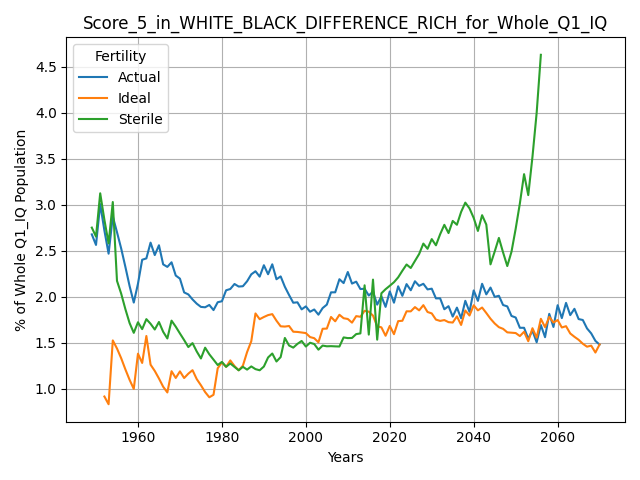 Score_5_in_WHITE_BLACK_DIFFERENCE_RICH_for_Whole_Q1_IQ
Fertility
Actual
Ideal
Sterile
4.5
4.0
3.5
3.0
2.5
2.0
1.5
1.0
% of Whole Q1_IQ Population
1960
1980
2000
2020
2040
2060
Years